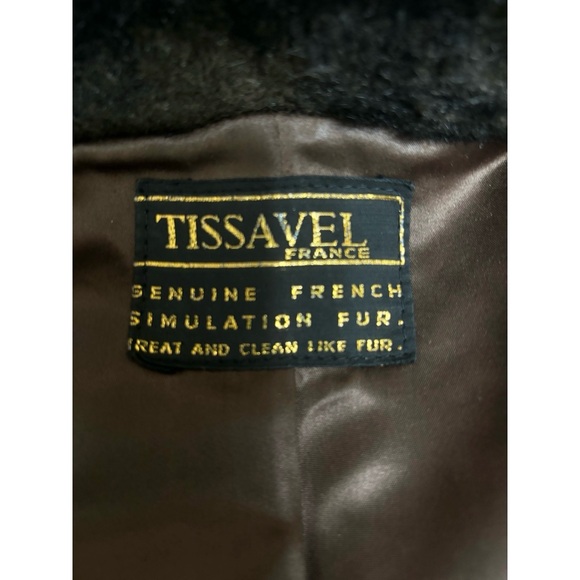 TISSAVEL
FRANCE
GENUINE FRENCH
SIMULATION FUR.
TREAT AND CLEAN LIKE FUR.